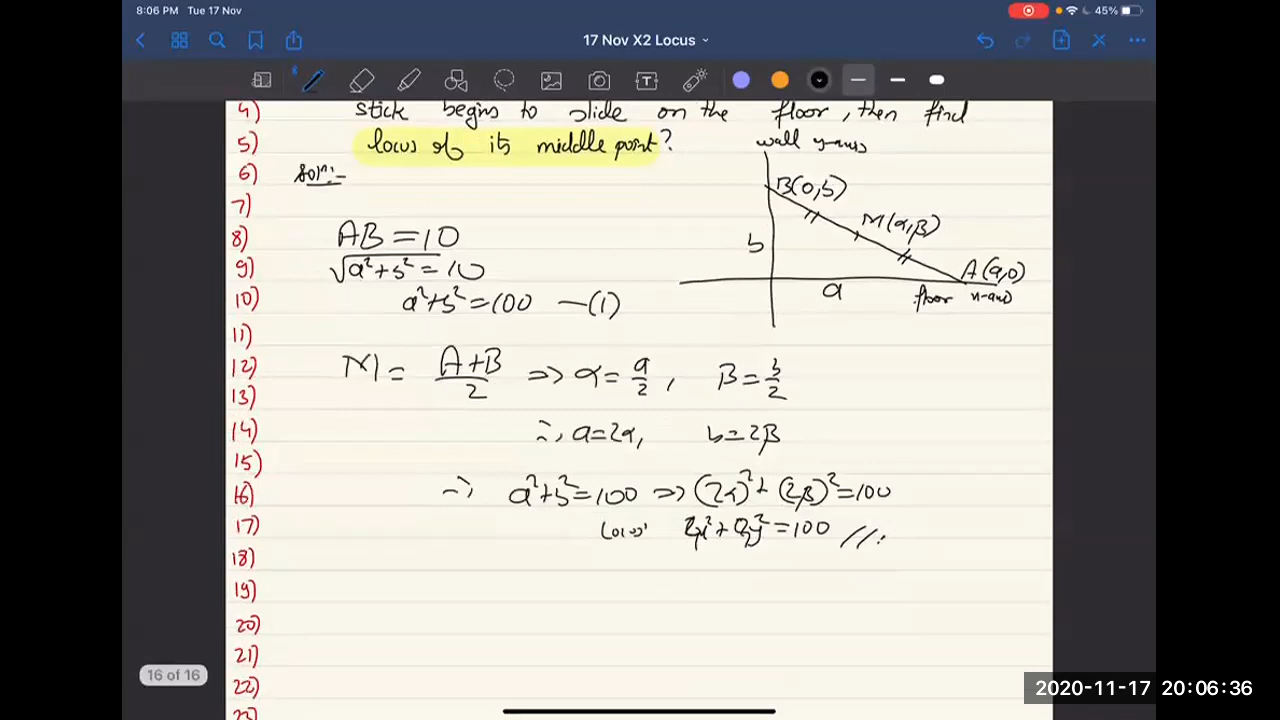 8:06 PM Tue 17 Nov
45%
17 Nov X2 Locus
4) stick begins to slide on the floor, then find
5) locus of its middle point?
wall y-axis
6) Solⁿ:-
B(0,b)
7)
M(α,β)
8) AB = 10
b
9) √a²+b² = 10
A(a,0)
10) a²+b² = 100 —(1)
a
floor x-axis
11)
12) M = A+B/2 ⇒ α = a/2, β = b/2
13)
14) ∴ a=2α, b=2β
15)
16) ⇒ a²+b² = 100 ⇒ (2α)²+(2β)² = 100
17) Locus = 100 //.
18)
19)
20)
21)
22)
23)
16 of 16
2020-11-17 20:06:36